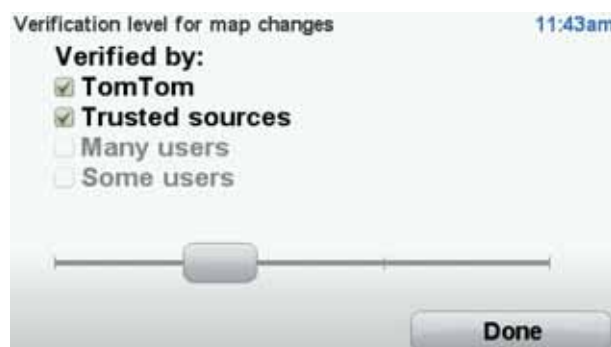 Verification level for map changes
11:43am
Verified by:
TomTom
Trusted sources
Many users
Some users
Done